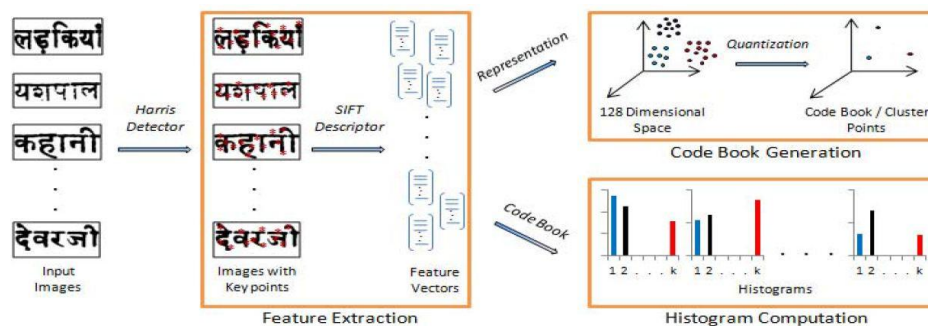 लड़कियाँ
यशपाल
कहानी
देवरजी
Input
Images
Harris
Detector
लड़कियाँ
यशपाल
कहानी
देवरजी
Images with
Key points
SIFT
Descriptor
Feature
Vectors
Feature Extraction
Representation
Code Book
128 Dimensional
Space
Quantization
Code Book / Cluster
Points
Code Book Generation
1 2 . . . . k
1 2 . . . . k
1 2 . . . . k
Histograms
Histogram Computation